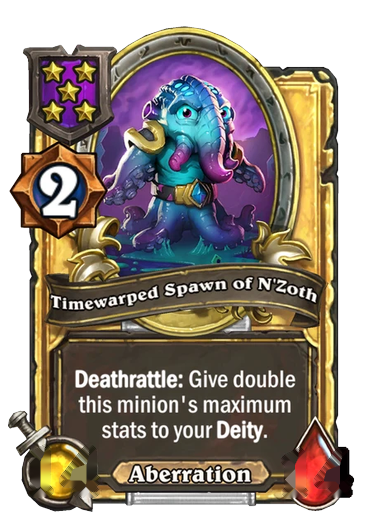 2
Timewarped Spawn of N'Zoth
Deathrattle: Give double
this minion's maximum
stats to your Deity.
Aberration